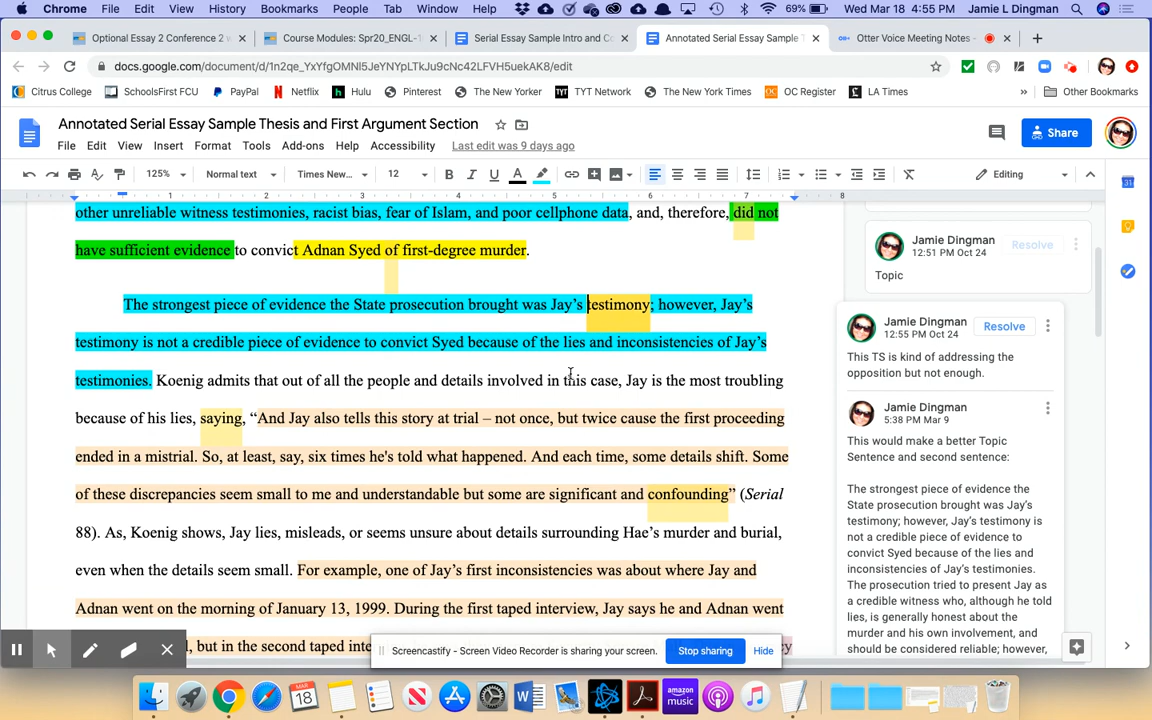 Chrome File Edit View History Bookmarks People Tab Window Help 69% Wed Mar 18 4:55 PM Jamie L Dingman
Optional Essay 2 Conference 2 w × Course Modules: Spr20_ENGL-1 × Serial Essay Sample Intro and Co × Annotated Serial Essay Sample T × Otter Voice Meeting Notes - × +
docs.google.com/document/d/1n2qe_YxYfgOMNl5JeYNYpLTkJu9cNc42LFVH5uekAK8/edit
Citrus College SchoolsFirst FCU PayPal Netflix Hulu Pinterest The New Yorker TYT Network The New York Times OC Register LA Times » Other Bookmarks
Annotated Serial Essay Sample Thesis and First Argument Section
Share
File Edit View Insert Format Tools Add-ons Help Accessibility Last edit was 9 days ago
125% Normal text Times New... 12 B I U A Editing
1 2 3 4 5 6 7 8
other unreliable witness testimonies, racist bias, fear of Islam, and poor cellphone data, and, therefore, did not
have sufficient evidence to convict Adnan Syed of first-degree murder.
The strongest piece of evidence the State prosecution brought was Jay's testimony; however, Jay's
testimony is not a credible piece of evidence to convict Syed because of the lies and inconsistencies of Jay's
testimonies. Koenig admits that out of all the people and details involved in this case, Jay is the most troubling
because of his lies, saying, “And Jay also tells this story at trial – not once, but twice cause the first proceeding
ended in a mistrial. So, at least, say, six times he's told what happened. And each time, some details shift. Some
of these discrepancies seem small to me and understandable but some are significant and confounding” (Serial
88). As, Koenig shows, Jay lies, misleads, or seems unsure about details surrounding Hae's murder and burial,
even when the details seem small. For example, one of Jay's first inconsistencies was about where Jay and
Adnan went on the morning of January 13, 1999. During the first taped interview, Jay says he and Adnan went
, but in the second taped inte
Jamie Dingman
12:51 PM Oct 24
Resolve
Topic
Jamie Dingman
12:55 PM Oct 24
Resolve
This TS is kind of addressing the
opposition but not enough.
Jamie Dingman
5:38 PM Mar 9
This would make a better Topic
Sentence and second sentence:
The strongest piece of evidence the
State prosecution brought was Jay's
testimony; however, Jay's testimony is
not a credible piece of evidence to
convict Syed because of the lies and
inconsistencies of Jay's testimonies.
The prosecution tried to present Jay as
a credible witness who, although he told
lies, is generally honest about the
murder and his own involvement, and
should be considered reliable; however,
Screencastify - Screen Video Recorder is sharing your screen. Stop sharing Hide
MAR 18
amazon music